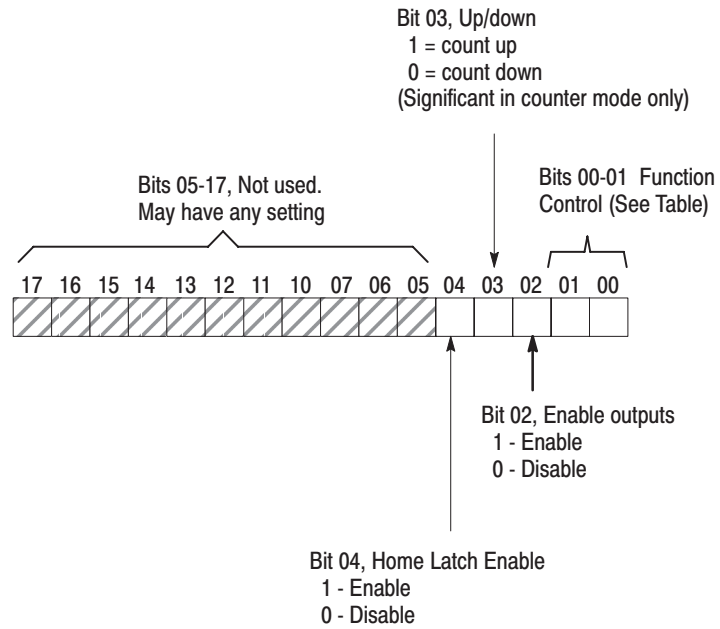 Bit 03, Up/down
1 = count up
0 = count down
(Significant in counter mode only)
Bits 05-17, Not used.
May have any setting
Bits 00-01 Function
Control (See Table)
17 16 15 14 13 12 11 10 07 06 05 04 03 02 01 00
Bit 02, Enable outputs
1 - Enable
0 - Disable
Bit 04, Home Latch Enable
1 - Enable
0 - Disable